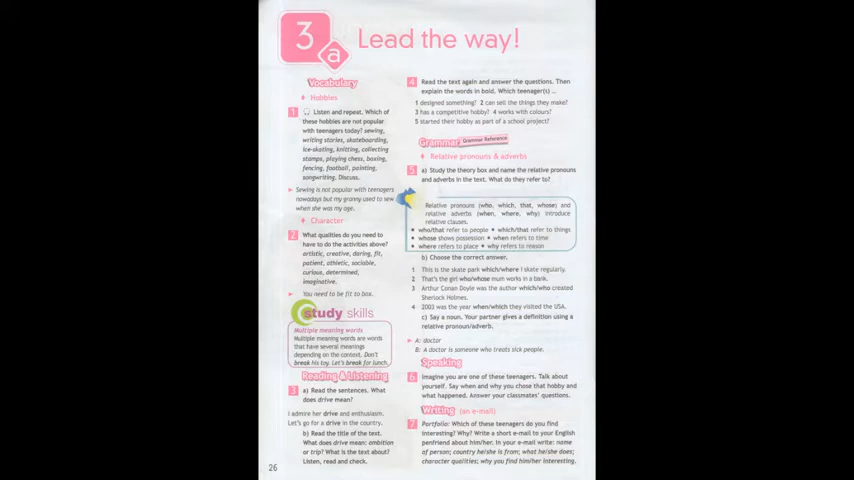 3
a
Lead the way!
Vocabulary
Hobbies
1 Listen and repeat. Which of
these hobbies are not popular
with teenagers today? sewing,
writing stories, skateboarding,
ice-skating, knitting, collecting
stamps, playing chess, boxing,
fencing, football, painting,
songwriting. Discuss.
Sewing is not popular with teenagers
nowadays but my granny used to sew
when she was my age.
Character
2 What qualities do you need to
have to do the activities above?
artistic, creative, daring, fit,
patient, athletic, sociable,
curious, determined,
imaginative.
You need to be fit to box.
study skills
Multiple meaning words
Multiple meaning words are words
that have several meanings
depending on the context. Don't
break his toy. Let's break for lunch.
Reading & Listening
3 a) Read the sentences. What
does drive mean?
I admire her drive and enthusiasm.
Let's go for a drive in the country.
b) Read the title of the text.
What does drive mean: ambition
or trip? What is the text about?
Listen, read and check.
26
4 Read the text again and answer the questions. Then
explain the words in bold. Which teenager(s) ...
1 designed something? 2 can sell the things they make?
3 has a competitive hobby? 4 works with colours?
5 started their hobby as part of a school project?
Grammar Grammar Reference
Relative pronouns & adverbs
5 a) Study the theory box and name the relative pronouns
and adverbs in the text. What do they refer to?
Relative pronouns (who, which, that, whose) and
relative adverbs (when, where, why) introduce
relative clauses.
• who/that refer to people • which/that refer to things
• whose shows possession • when refers to time
• where refers to place • why refers to reason
b) Choose the correct answer.
1 This is the skate park which/where I skate regularly.
2 That's the girl who/whose mum works in a bank.
3 Arthur Conan Doyle was the author which/who created
Sherlock Holmes.
4 2003 was the year when/which they visited the USA.
c) Say a noun. Your partner gives a definition using a
relative pronoun/adverb.
A: doctor
B: A doctor is someone who treats sick people.
Speaking
6 Imagine you are one of these teenagers. Talk about
yourself. Say when and why you chose that hobby and
what happened. Answer your classmates' questions.
Writing (an e-mail)
7 Portfolio: Which of these teenagers do you find
interesting? Why? Write a short e-mail to your English
penfriend about him/her. In your e-mail write: name
of person; country he/she is from; what he/she does;
character qualities; why you find him/her interesting.